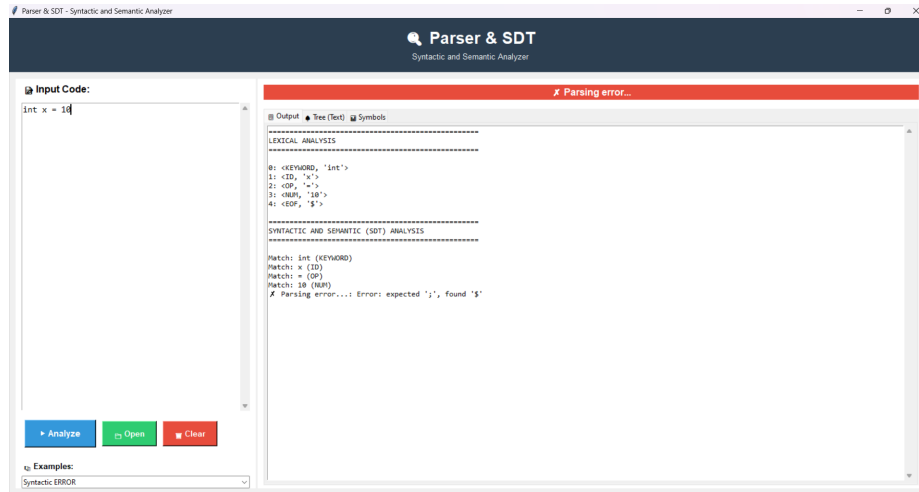 Parser & SDT - Syntactic and Semantic Analyzer
Parser & SDT
Syntactic and Semantic Analyzer
Input Code:
int x = 10
▶ Analyze
Open
Clear
Examples:
Syntactic ERROR
✗ Parsing error...
Output Tree (Text) Symbols
==================================================
LEXICAL ANALYSIS
==================================================
0: <KEYWORD, 'int'>
1: <ID, 'x'>
2: <OP, '='>
3: <NUM, '10'>
4: <EOF, '$'>
==================================================
SYNTACTIC AND SEMANTIC (SDT) ANALYSIS
==================================================
Match: int (KEYWORD)
Match: x (ID)
Match: = (OP)
Match: 10 (NUM)
✗ Parsing error...: Error: expected ';', found '$'